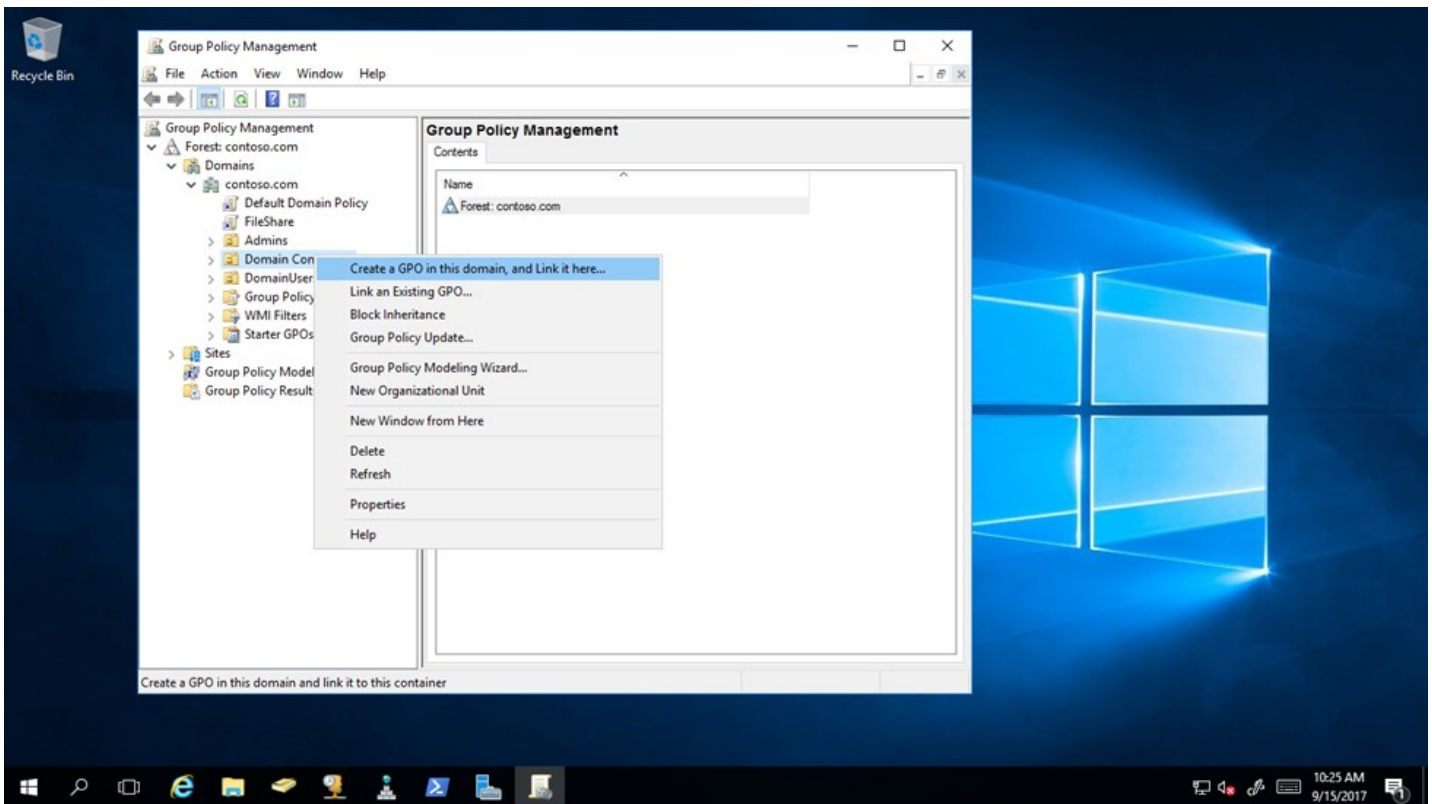 Recycle Bin
Group Policy Management
File Action View Window Help
Group Policy Management
Forest: contoso.com
Domains
contoso.com
Default Domain Policy
FileShare
Admins
Domain Con
DomainUser
Group Policy
WMI Filters
Starter GPOs
Sites
Group Policy Model
Group Policy Result
Group Policy Management
Contents
Name
Forest: contoso.com
Create a GPO in this domain, and Link it here...
Link an Existing GPO...
Block Inheritance
Group Policy Update...
Group Policy Modeling Wizard...
New Organizational Unit
New Window from Here
Delete
Refresh
Properties
Help
Create a GPO in this domain and link it to this container
10:25 AM
9/15/2017
1